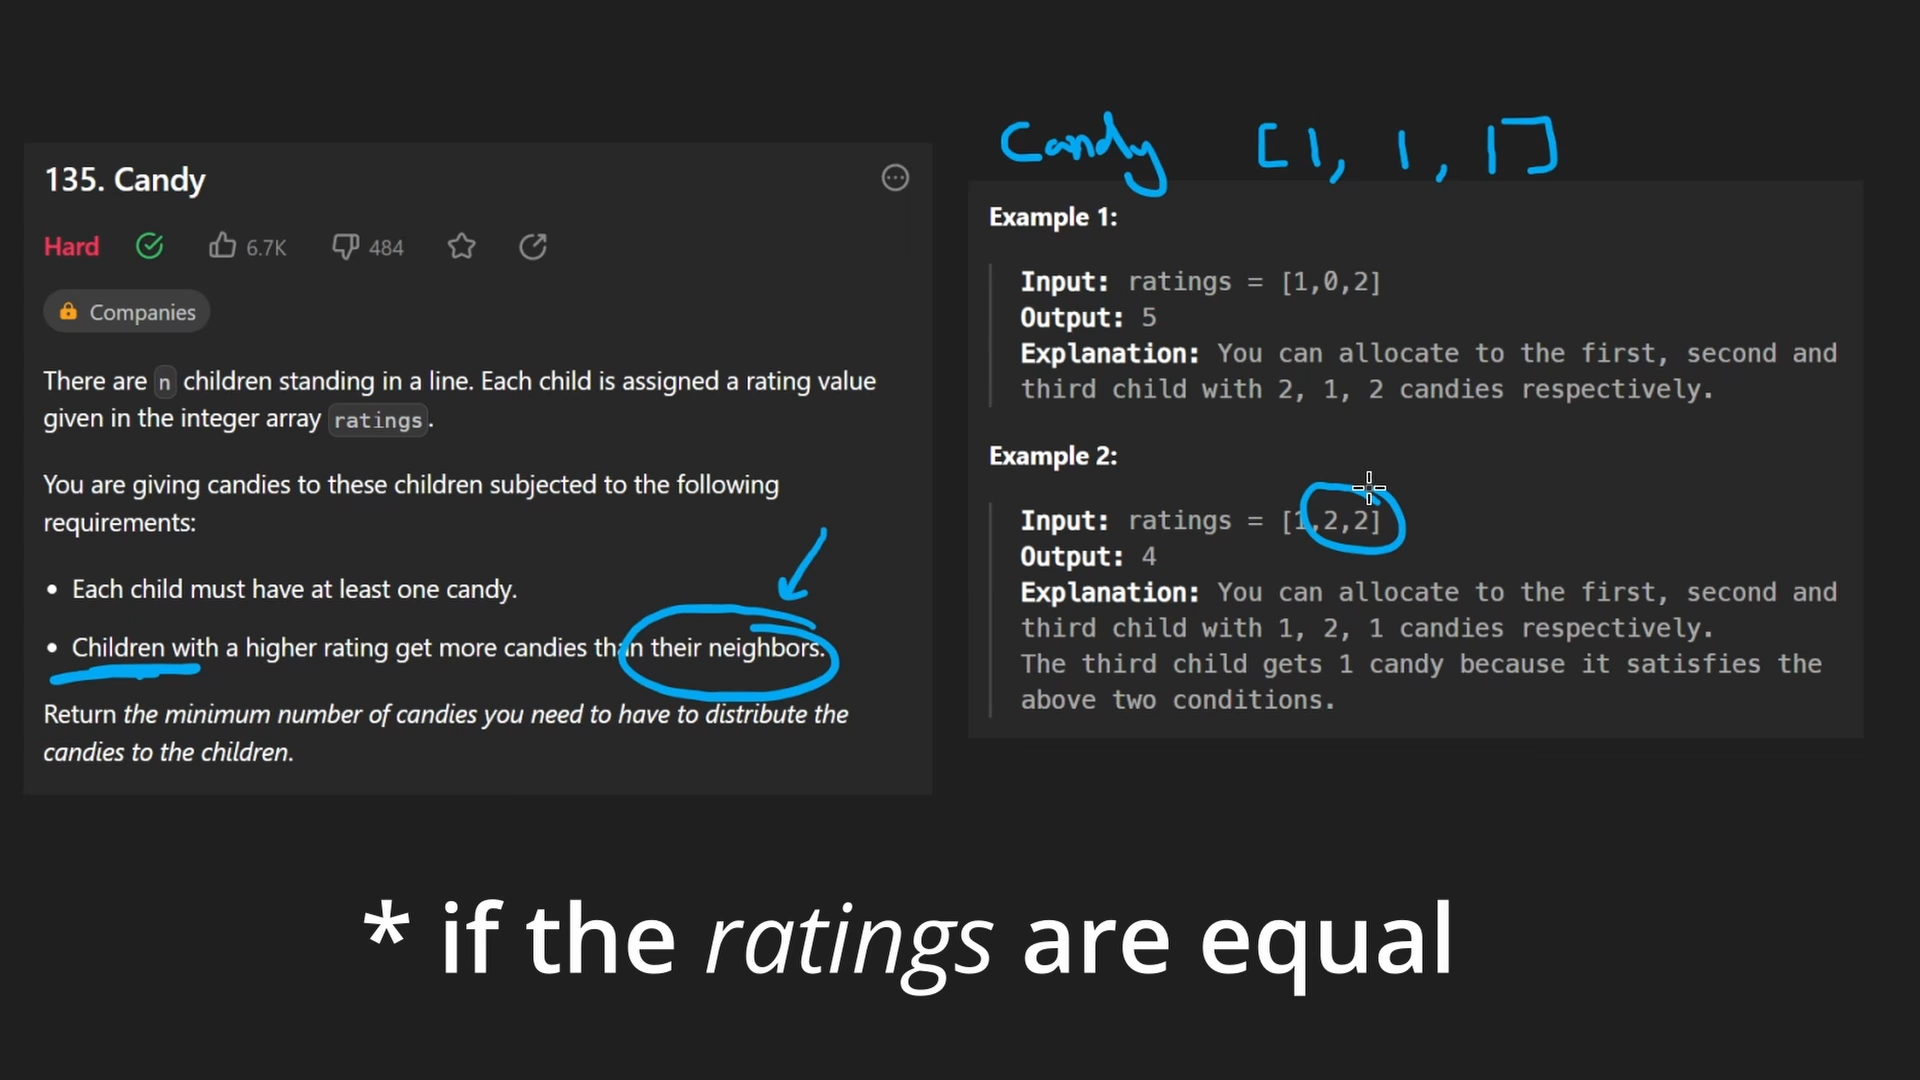 135. Candy
Hard 6.7K 484
Companies
There are n children standing in a line. Each child is assigned a rating value
given in the integer array ratings.
You are giving candies to these children subjected to the following
requirements:
• Each child must have at least one candy.
• Children with a higher rating get more candies than their neighbors.
Return the minimum number of candies you need to have to distribute the
candies to the children.
Candy [1, 1, 1]
Example 1:
Input: ratings = [1,0,2]
Output: 5
Explanation: You can allocate to the first, second and
third child with 2, 1, 2 candies respectively.
Example 2:
Input: ratings = [1,2,2]
Output: 4
Explanation: You can allocate to the first, second and
third child with 1, 2, 1 candies respectively.
The third child gets 1 candy because it satisfies the
above two conditions.
* if the ratings are equal